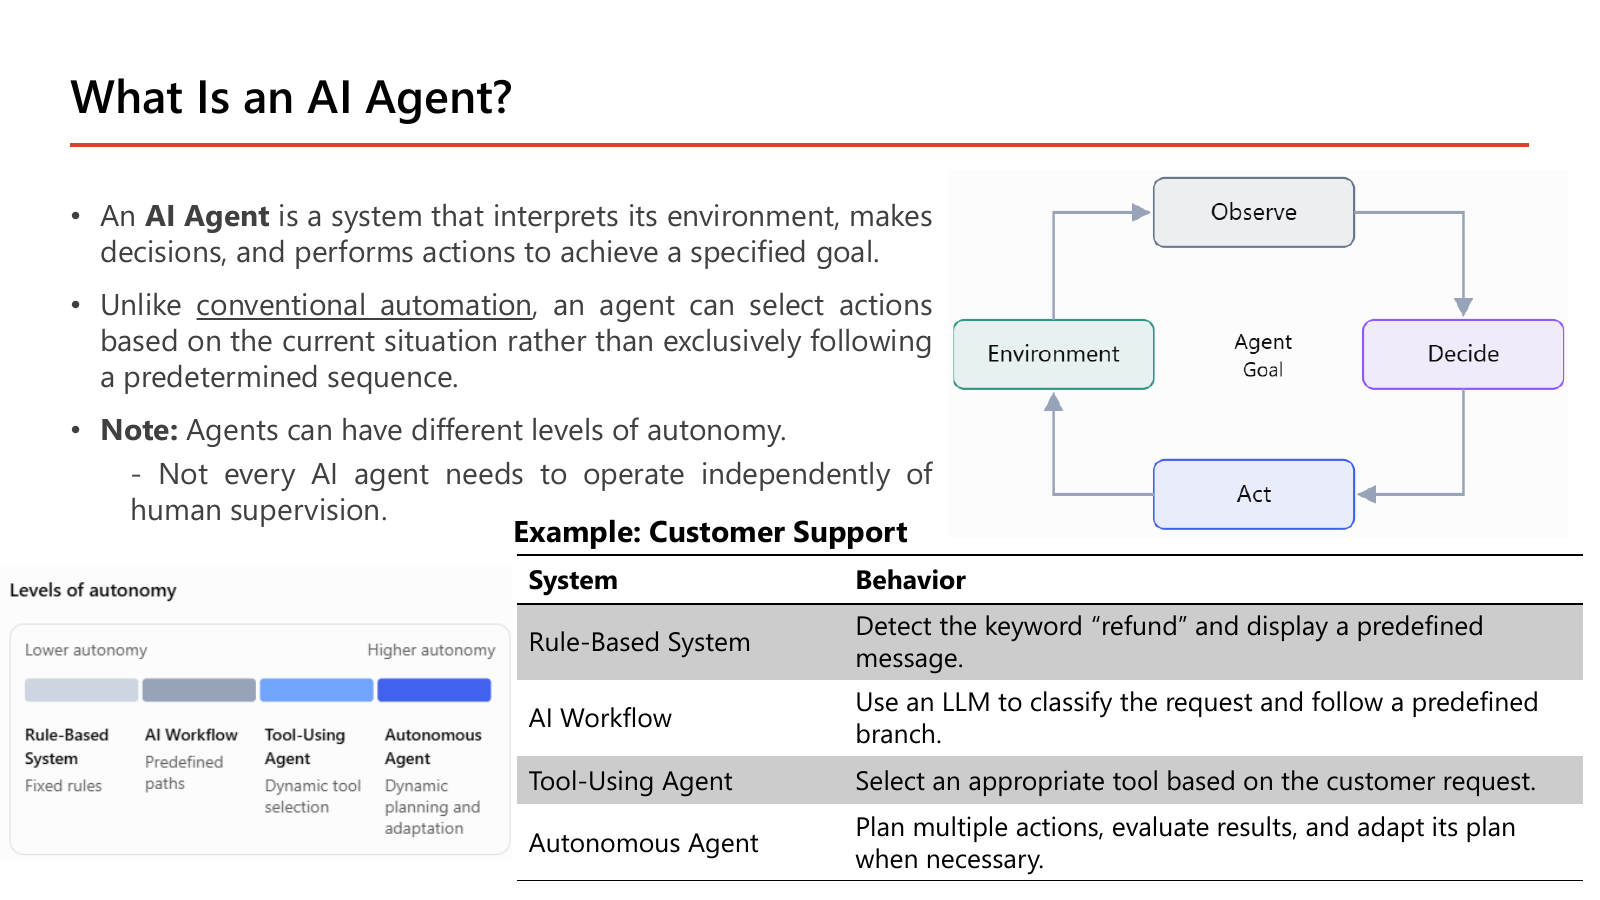 What Is an AI Agent?
• An AI Agent is a system that interprets its environment, makes
decisions, and performs actions to achieve a specified goal.
• Unlike conventional automation, an agent can select actions
based on the current situation rather than exclusively following
a predetermined sequence.
• Note: Agents can have different levels of autonomy.
- Not every AI agent needs to operate independently of
human supervision.
Observe
Environment
Agent
Goal
Decide
Act
Levels of autonomy
Lower autonomy
Higher autonomy
Rule-Based
System
Fixed rules
AI Workflow
Predefined
paths
Tool-Using
Agent
Dynamic tool
selection
Autonomous
Agent
Dynamic
planning and
adaptation
Example: Customer Support
System Behavior
Rule-Based System
Detect the keyword “refund” and display a predefined
message.
AI Workflow
Use an LLM to classify the request and follow a predefined
branch.
Tool-Using Agent Select an appropriate tool based on the customer request.
Autonomous Agent
Plan multiple actions, evaluate results, and adapt its plan
when necessary.